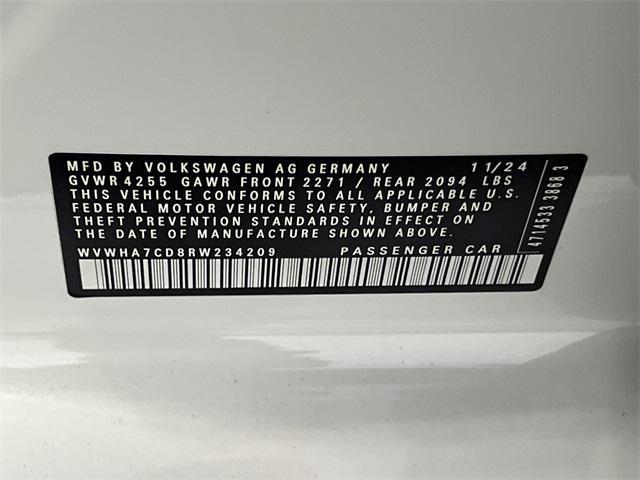 MFD BY VOLKSWAGEN AG GERMANY 11/24
GVWR 4255 GAWR FRONT 2271 / REAR 2094 LBS
THIS VEHICLE CONFORMS TO ALL APPLICABLE U.S.
FEDERAL MOTOR VEHICLE SAFETY, BUMPER AND
THEFT PREVENTION STANDARDS IN EFFECT ON
THE DATE OF MANUFACTURE SHOWN ABOVE.
WVWHA7CD8RW234209 PASSENGER CAR
4714533 3868 3